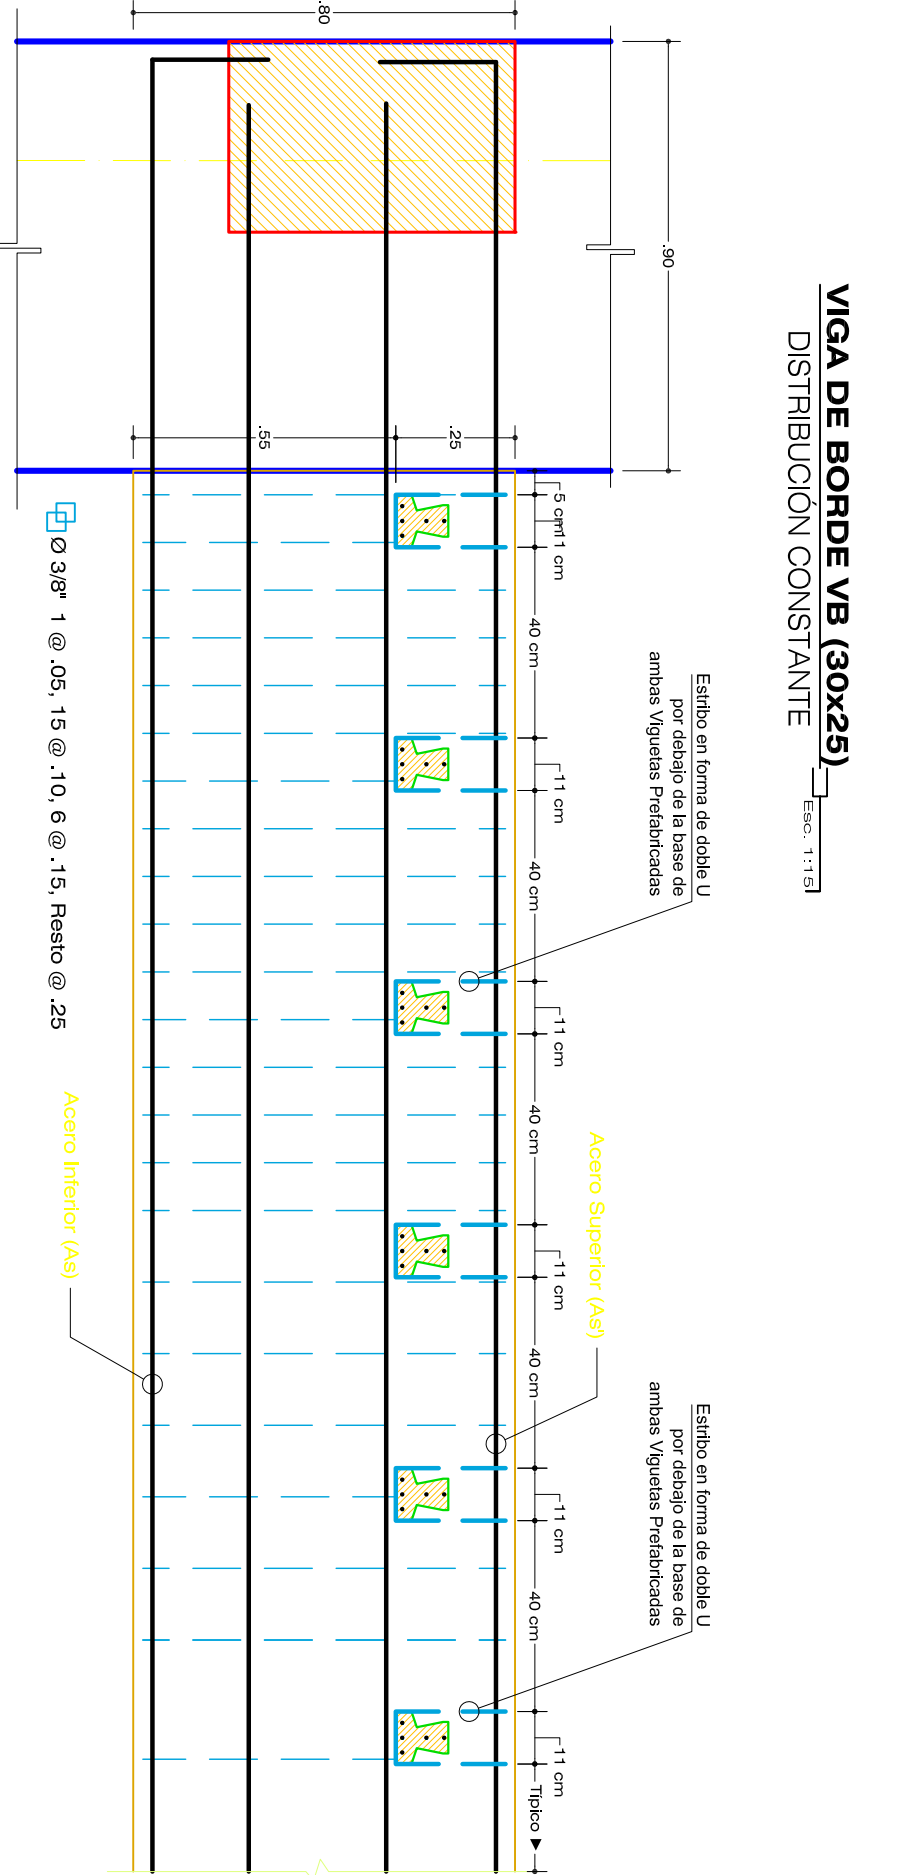 VIGA DE BORDE VB (30x25)
DISTRIBUCIÓN CONSTANTE
Esc. 1:15
.80
.90
.55
.25
5 cm
11 cm
40 cm
11 cm
40 cm
11 cm
40 cm
11 cm
40 cm
11 cm
40 cm
11 cm
Típico
Estribo en forma de doble U
por debajo de la base de
ambas Viguetas Prefabricadas
Estribo en forma de doble U
por debajo de la base de
ambas Viguetas Prefabricadas
Acero Superior (As')
Acero Inferior (As)
Ø 3/8" 1 @ .05, 15 @ .10, 6 @ .15, Resto @ .25